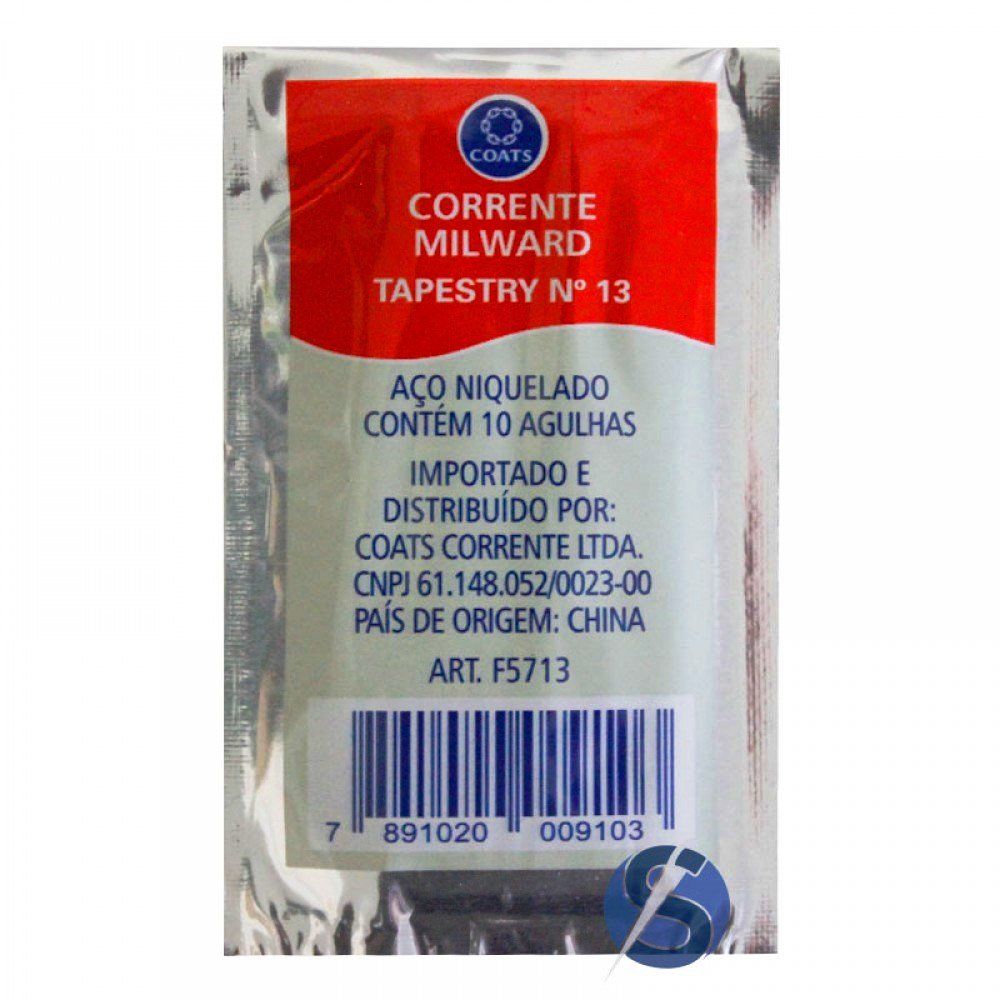 COATS
CORRENTE
MILWARD
TAPESTRY Nº 13
AÇO NIQUELADO
CONTÉM 10 AGULHAS
IMPORTADO E
DISTRIBUÍDO POR:
COATS CORRENTE LTDA.
CNPJ 61.148.052/0023-00
PAÍS DE ORIGEM: CHINA
ART. F5713
7 891020 009103
S